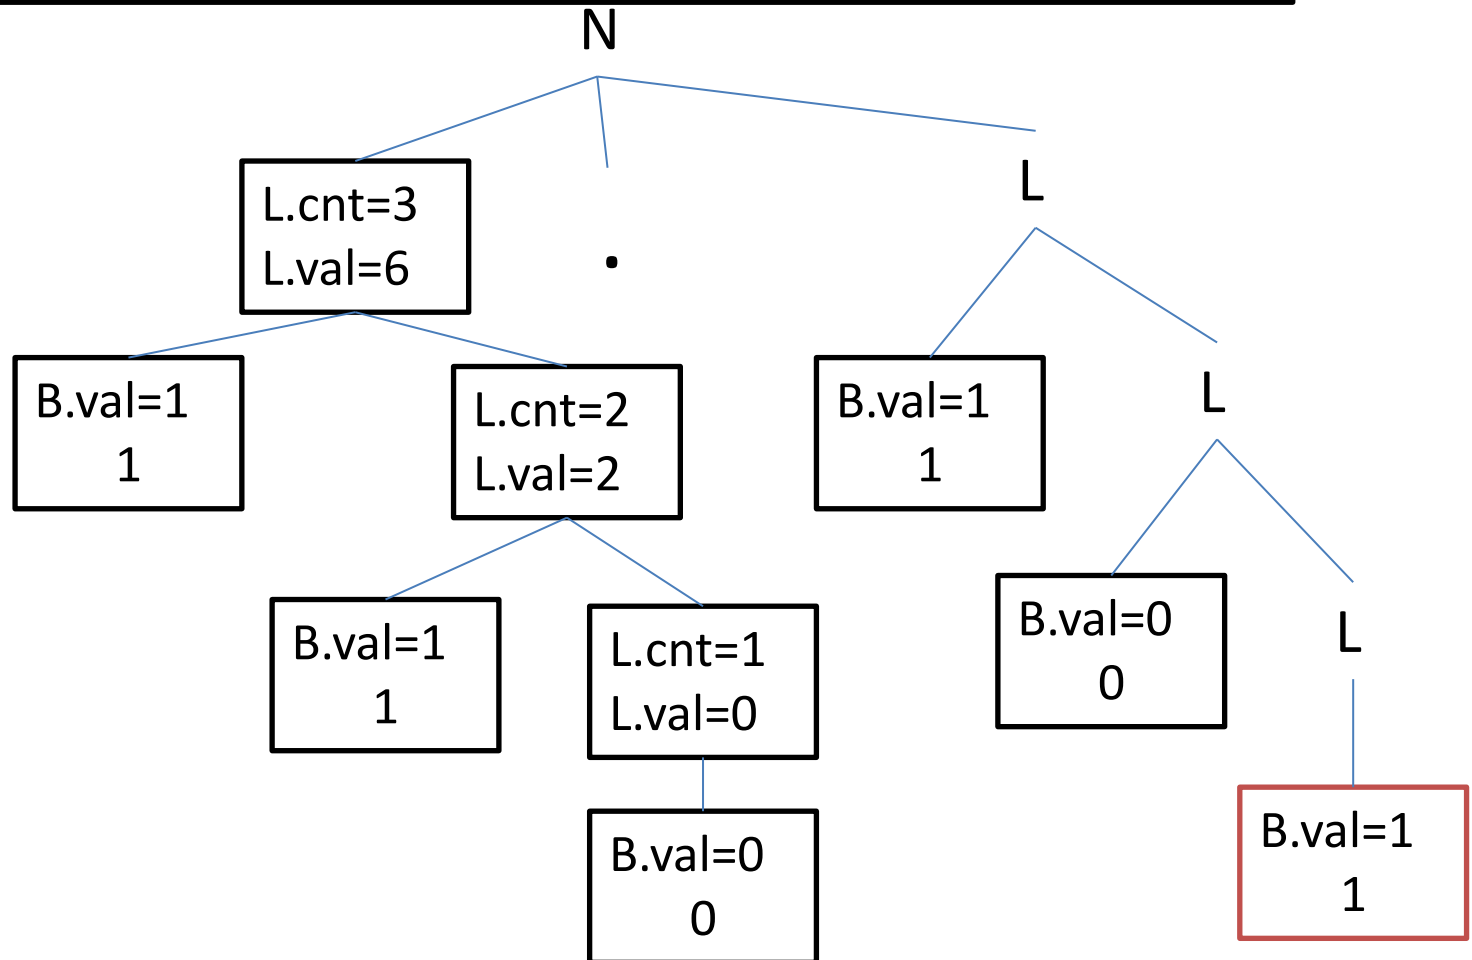 N
L.cnt=3
L.val=6
.
L
B.val=1
1
L.cnt=2
L.val=2
B.val=1
1
L
B.val=1
1
L.cnt=1
L.val=0
B.val=0
0
L
B.val=0
0
B.val=1
1